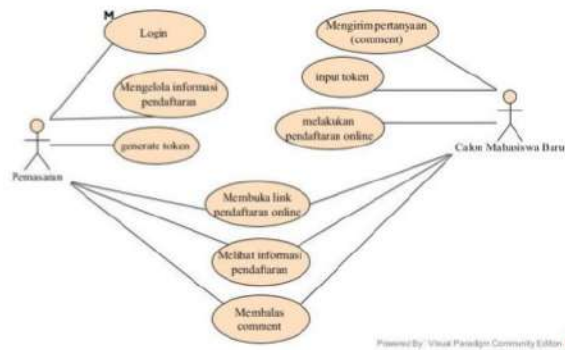 M
Login
Mengelola informasi
pendaftaran
generate token
Pemasaran
Mengirim pertanyaan
(comment)
input token
melakukan
pendaftaran online
Calon Mahasiswa Baru
Membuka link
pendaftaran online
Melihat informasi
pendaftaran
Membalas
comment
Powered By Visual Paradigm Community Edition